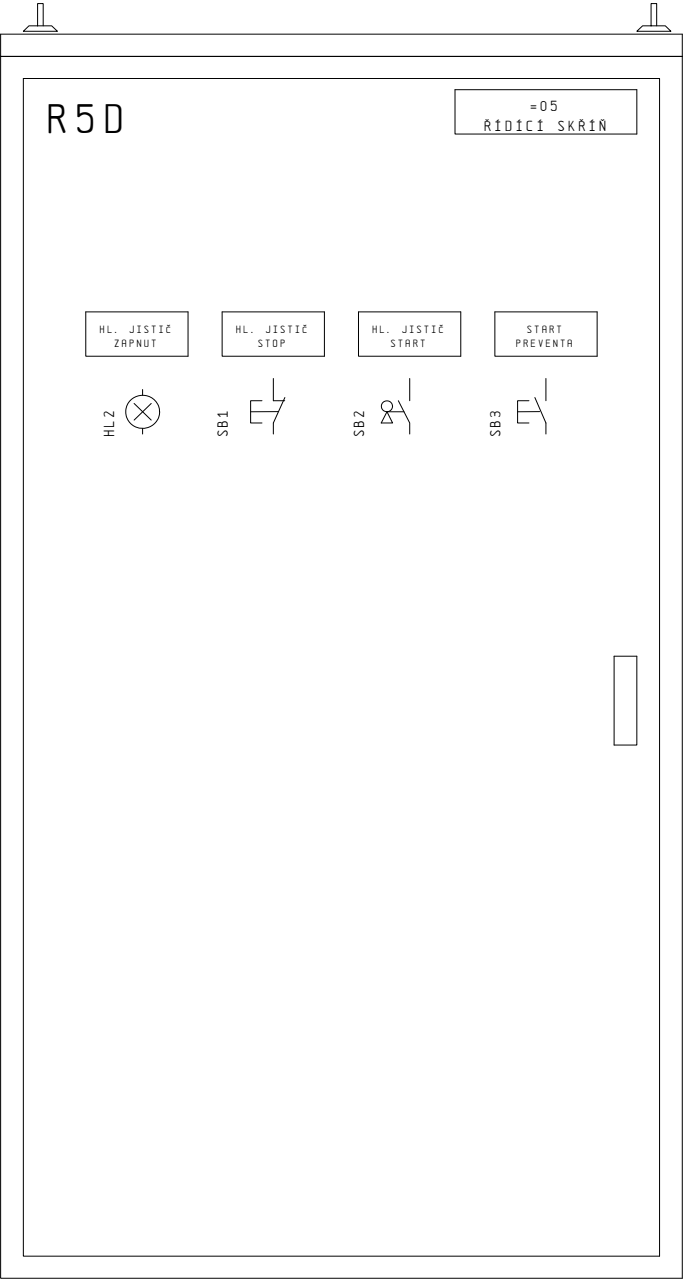 R5D
=05
ŘÍDÍCÍ SKŘÍŇ
HL. JISTIČ
ZAPNUT
HL. JISTIČ
STOP
HL. JISTIČ
START
START
PREVENTA
HL2
SB1
SB2
SB3